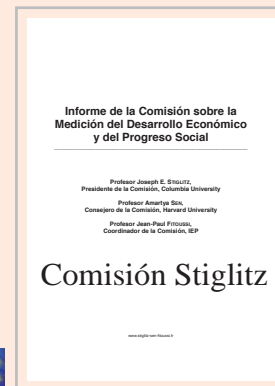 Informe de la Comisión sobre la
Medición del Desarrollo Económico
y del Progreso Social
Profesor Joseph E. STIGLITZ,
Presidente de la Comisión, Columbia University
Profesor Amartya SEN,
Consejero de la Comisión, Harvard University
Profesor Jean-Paul FITOUSSI,
Coordinador de la Comisión, IEP
Comisión Stiglitz
www.stiglitz-sen-fitoussi.fr